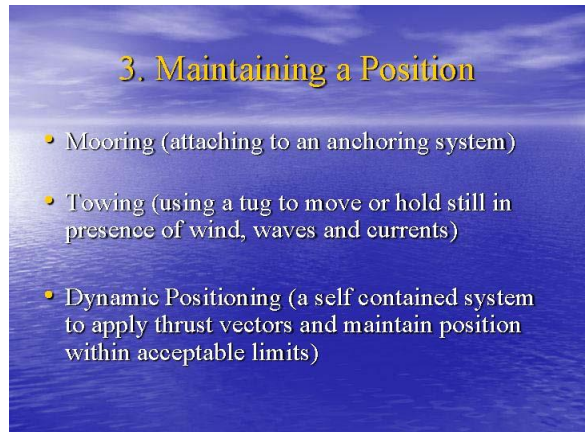 3. Maintaining a Position
• Mooring (attaching to an anchoring system)
• Towing (using a tug to move or hold still in
presence of wind, waves and currents)
• Dynamic Positioning (a self contained system
to apply thrust vectors and maintain position
within acceptable limits)